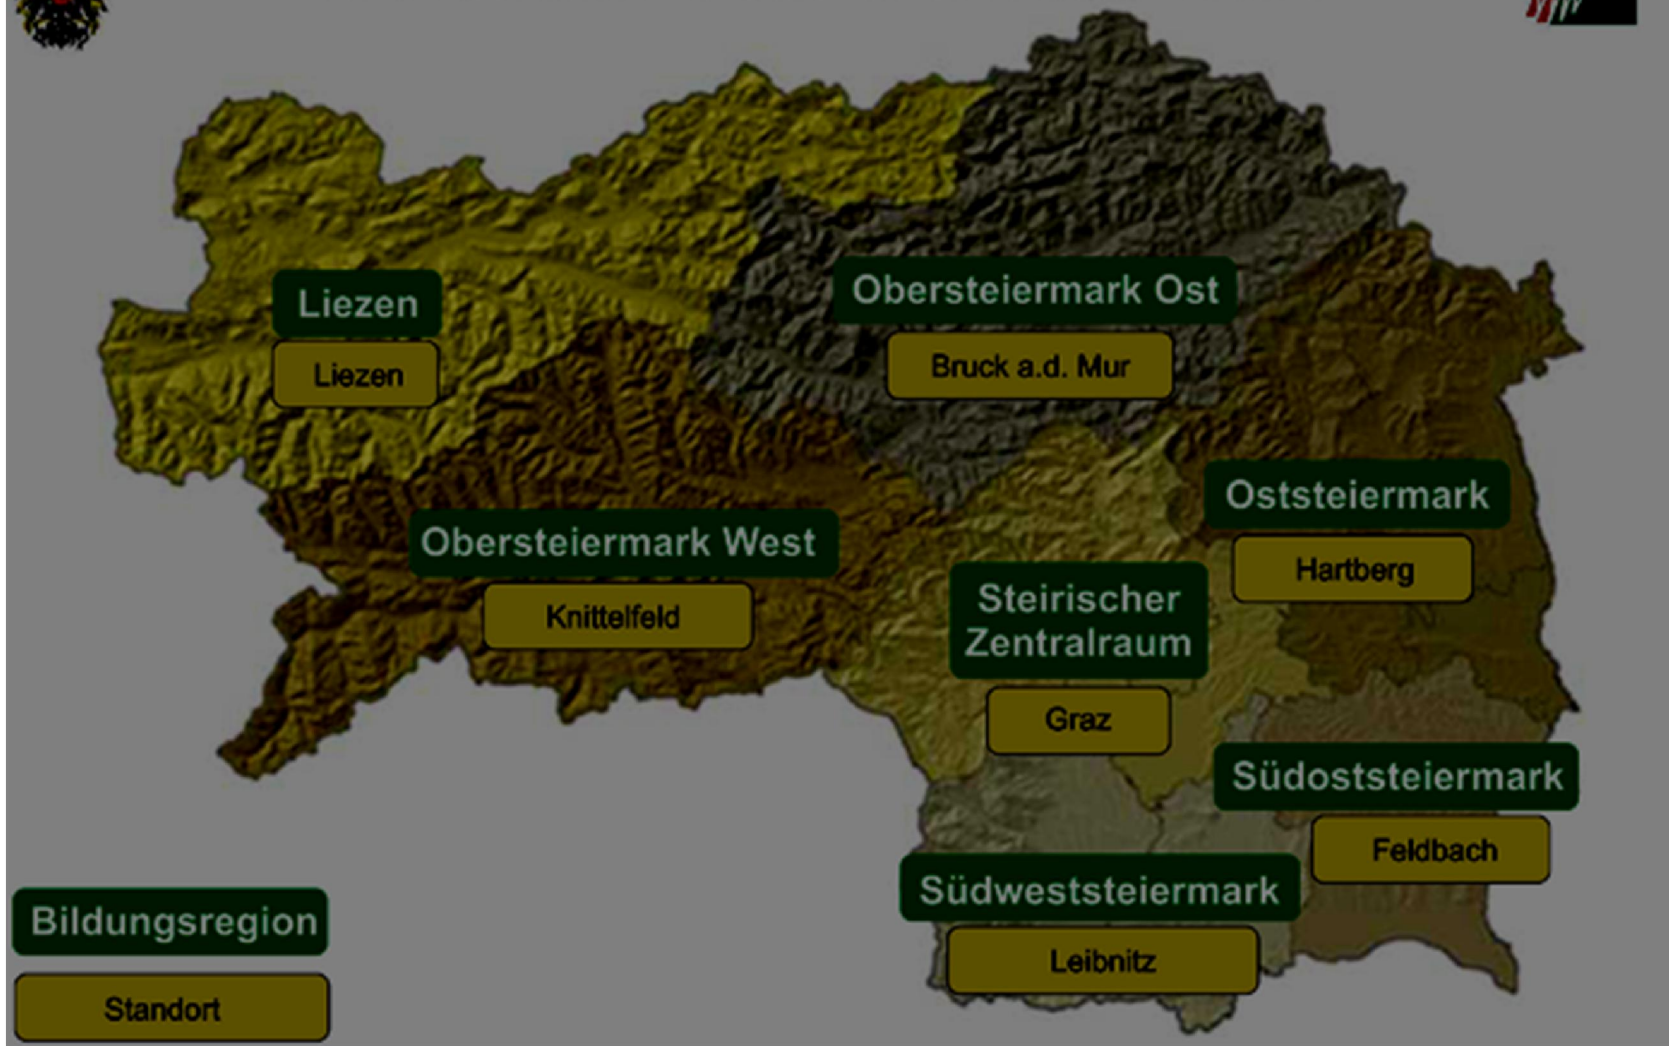 Liezen
Liezen
Obersteiermark Ost
Bruck a.d. Mur
Obersteiermark West
Knittelfeld
Oststeiermark
Hartberg
Steirischer
Zentralraum
Graz
Südoststeiermark
Feldbach
Südweststeiermark
Leibnitz
Bildungsregion
Standort